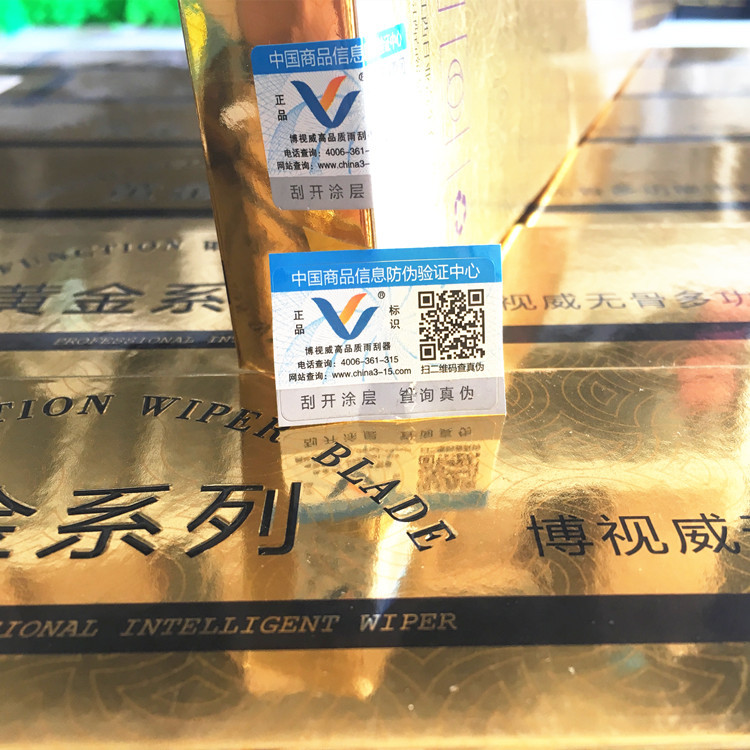 中国商品信息
正品
®
博视威高品质雨刮
电话查询：4006-361-
网站查询：www.china3-
刮开涂层
FUNCTION W
黄金系
视威无骨多功
PROFESSIONAL IN
中国商品信息防伪验证中心
正品
®
标识
博视威高品质雨刮器
电话查询：4006-361-315
网站查询：www.china3-15.com
扫二维码查真伪
刮开涂层 查询真伪
TION WIPER BLADE
金系列
博视威
SIONAL INTELLIGENT WIPER